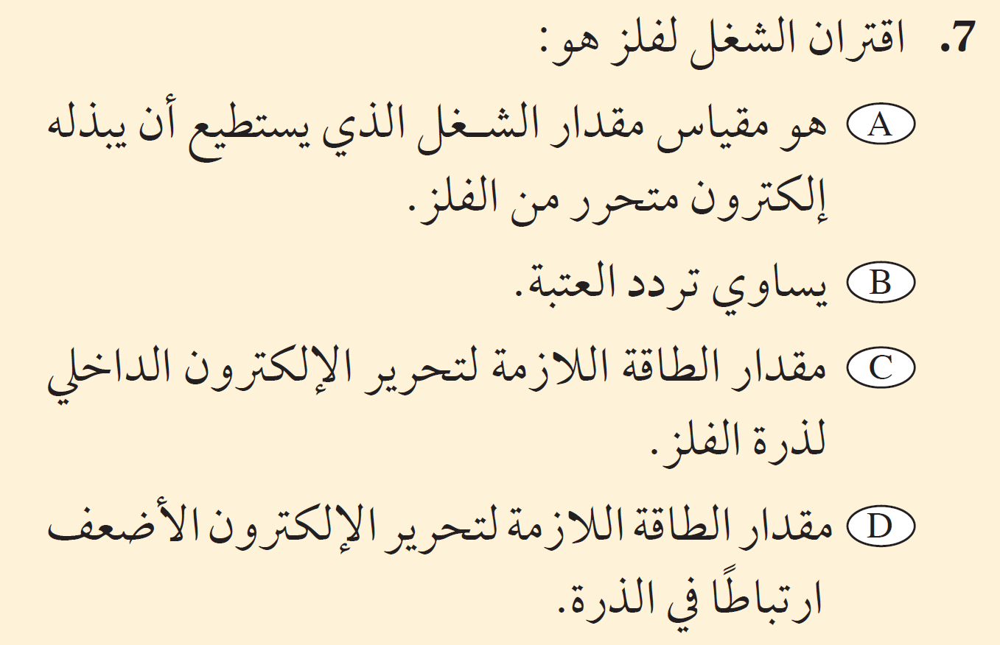 .7 اقتران الشغل لفلز هو:
A هو مقياس مقدار الشغل الذي يستطيع أن يبذله
إلكترون متحرر من الفلز.
B يساوي تردد العتبة.
C مقدار الطاقة اللازمة لتحرير الإلكترون الداخلي
لذرة الفلز.
D مقدار الطاقة اللازمة لتحرير الإلكترون الأضعف
ارتباطًا في الذرة.